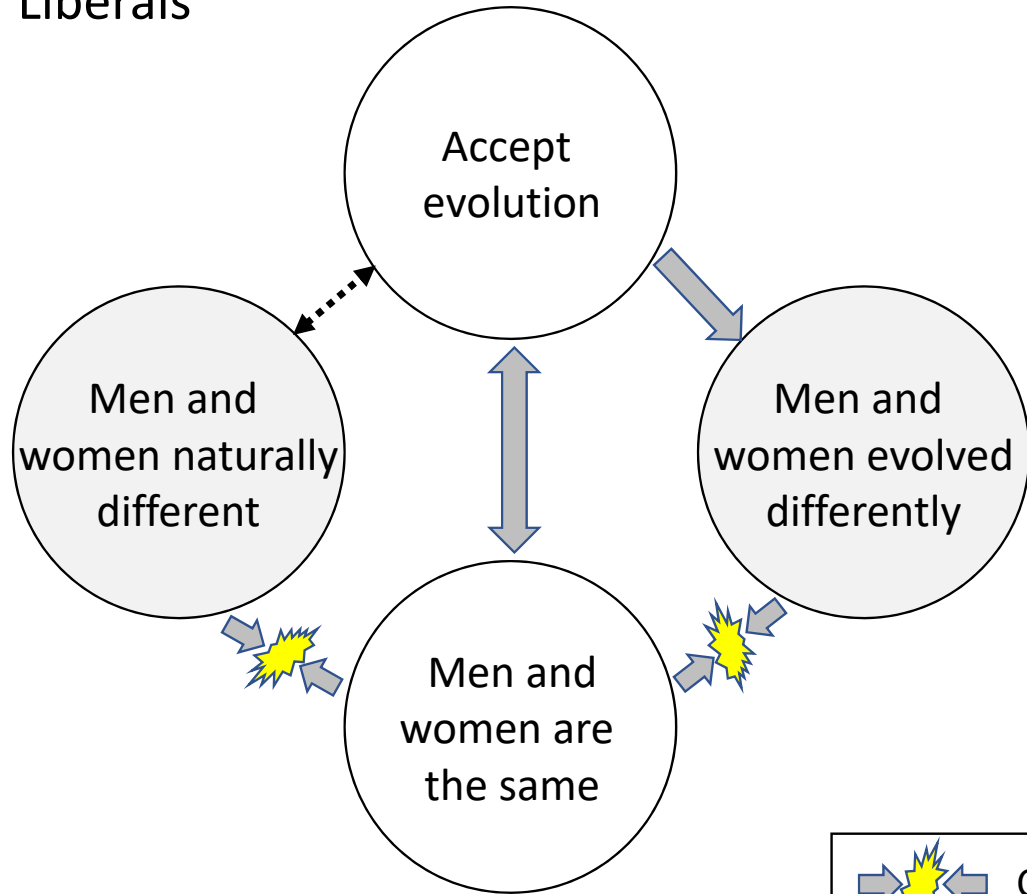 Liberals
Accept
evolution
Men and
women naturally
different
Men and
women evolved
differently
Men and
women are
the same